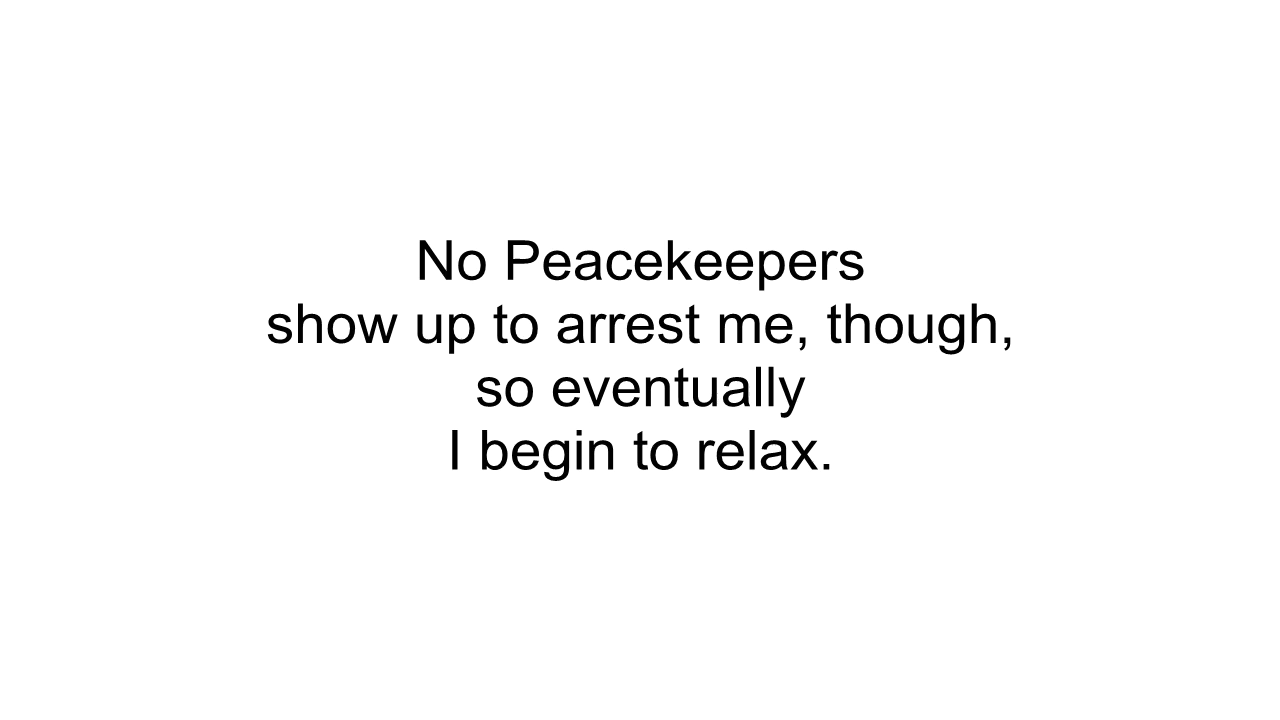 No Peacekeepers
show up to arrest me, though,
so eventually
I begin to relax.